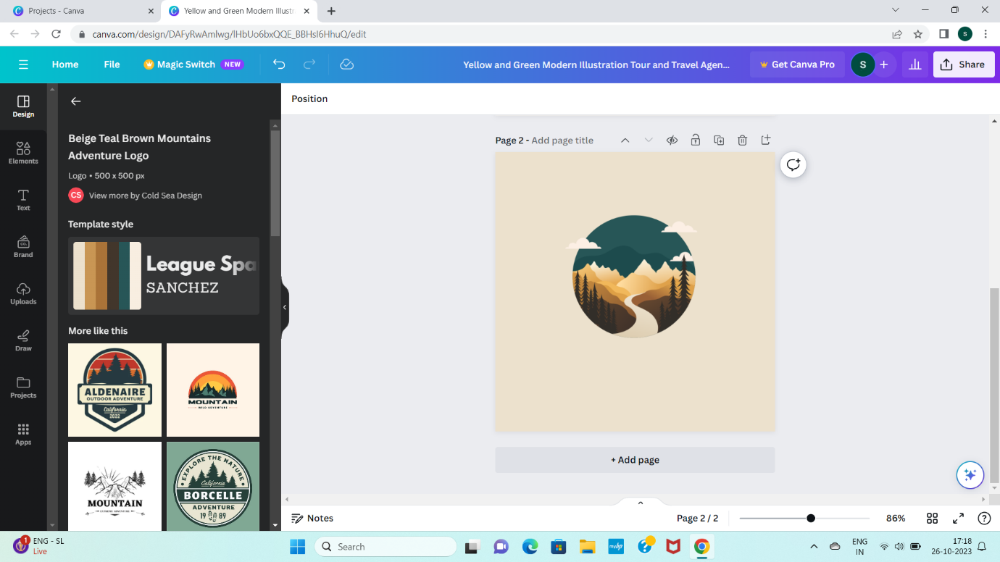 Projects - Canva
Yellow and Green Modern Illustr
canva.com/design/DAFyRwAmlwg/lHbUo6bxQQE_BBHsl6HhuQ/edit
S
Home
File
Magic Switch
NEW
Yellow and Green Modern Illustration Tour and Travel Agen...
Get Canva Pro
S
Share
Design
Elements
Text
Brand
Uploads
Draw
Projects
Apps
Beige Teal Brown Mountains
Adventure Logo
Logo • 500 x 500 px
CS
View more by Cold Sea Design
Template style
League Spa
SANCHEZ
More like this
ALDENAIRE
OUTDOOR ADVENTURE
California
2022
MOUNTAIN
WILD ADVENTURE
MOUNTAIN
EXTREME ADVENTURE
EXPLORE THE NATURE
California
BORCELLE
ADVENTURE
19 89
Position
Page 2 - Add page title
+ Add page
Notes
Page 2 / 2
86%
1
ENG - SL
Live
Search
myhp
ENG
IN
17:18
26-10-2023